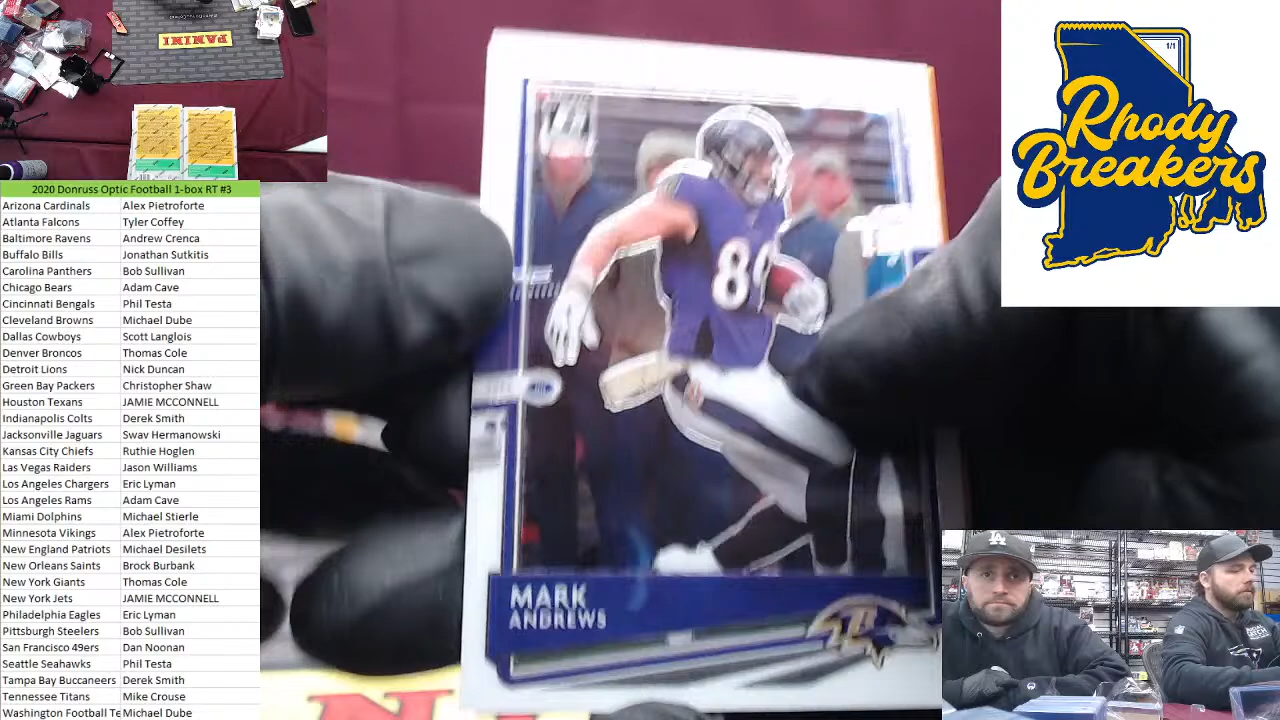 PANINI
2020 Donruss Optic Football 1-box RT #3
Arizona Cardinals Alex Pietroforte
Atlanta Falcons Tyler Coffey
Baltimore Ravens Andrew Crenca
Buffalo Bills Jonathan Sutkitis
Carolina Panthers Bob Sullivan
Chicago Bears Adam Cave
Cincinnati Bengals Phil Testa
Cleveland Browns Michael Dube
Dallas Cowboys Scott Langlois
Denver Broncos Thomas Cole
Detroit Lions Nick Duncan
Green Bay Packers Christopher Shaw
Houston Texans JAMIE MCCONNELL
Indianapolis Colts Derek Smith
Jacksonville Jaguars Swav Hermanowski
Kansas City Chiefs Ruthie Hoglen
Las Vegas Raiders Jason Williams
Los Angeles Chargers Eric Lyman
Los Angeles Rams Adam Cave
Miami Dolphins Michael Stierle
Minnesota Vikings Alex Pietroforte
New England Patriots Michael Desilets
New Orleans Saints Brock Burbank
New York Giants Thomas Cole
New York Jets JAMIE MCCONNELL
Philadelphia Eagles Eric Lyman
Pittsburgh Steelers Bob Sullivan
San Francisco 49ers Dan Noonan
Seattle Seahawks Phil Testa
Tampa Bay Buccaneers Derek Smith
Tennessee Titans Mike Crouse
Washington Football Te Michael Dube
89
MARK
ANDREWS
1/1
Rhody
Breakers
LA